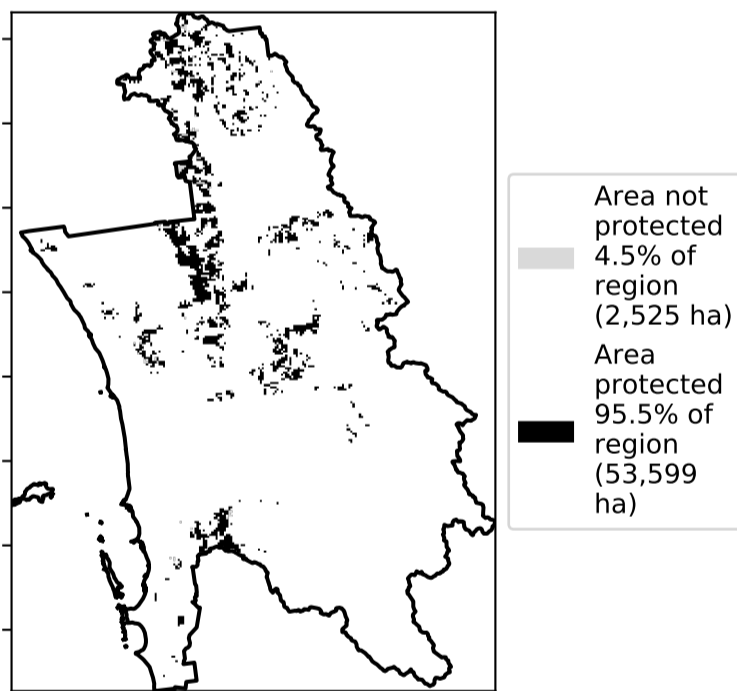 Area not
protected
4.5% of
region
(2,525 ha)
Area
protected
95.5% of
region
(53,599
ha)